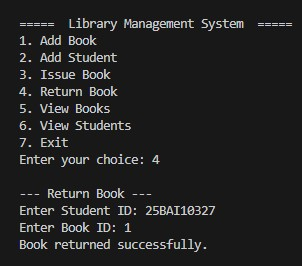 =====  Library Management System  =====
1. Add Book
2. Add Student
3. Issue Book
4. Return Book
5. View Books
6. View Students
7. Exit
Enter your choice: 4
--- Return Book ---
Enter Student ID: 25BAI10327
Enter Book ID: 1
Book returned successfully.